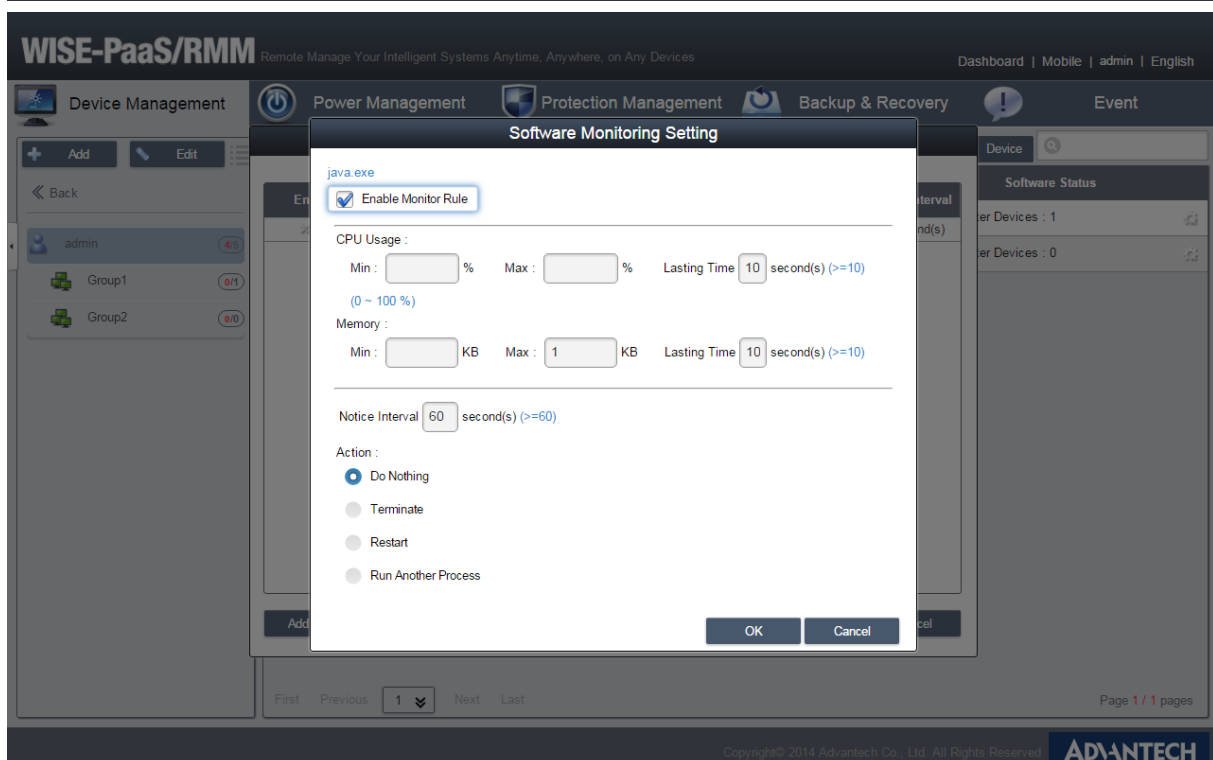 WISE-PaaS/RMM Remote Manage Your Intelligent Systems Anytime, Anywhere, on Any Devices
Dashboard | Mobile | admin | English
Device Management Power Management Protection Management Backup & Recovery Event
Software Monitoring Setting
Add Edit
Device
Back
Software Status
admin 4/5
Group1 0/1
Group2 0/0
En
terval
nd(s)
er Devices : 1
er Devices : 0
java.exe
Enable Monitor Rule
CPU Usage :
Min : % Max : % Lasting Time 10 second(s) (>=10)
(0 ~ 100 %)
Memory :
Min : KB Max : 1 KB Lasting Time 10 second(s) (>=10)
Notice Interval 60 second(s) (>=60)
Action :
Do Nothing
Terminate
Restart
Run Another Process
OK Cancel
Add
cel
First Previous 1 Next Last
Page 1 / 1 pages
Copyright© 2014 Advantech Co., Ltd. All Rights Reserved
ADVANTECH